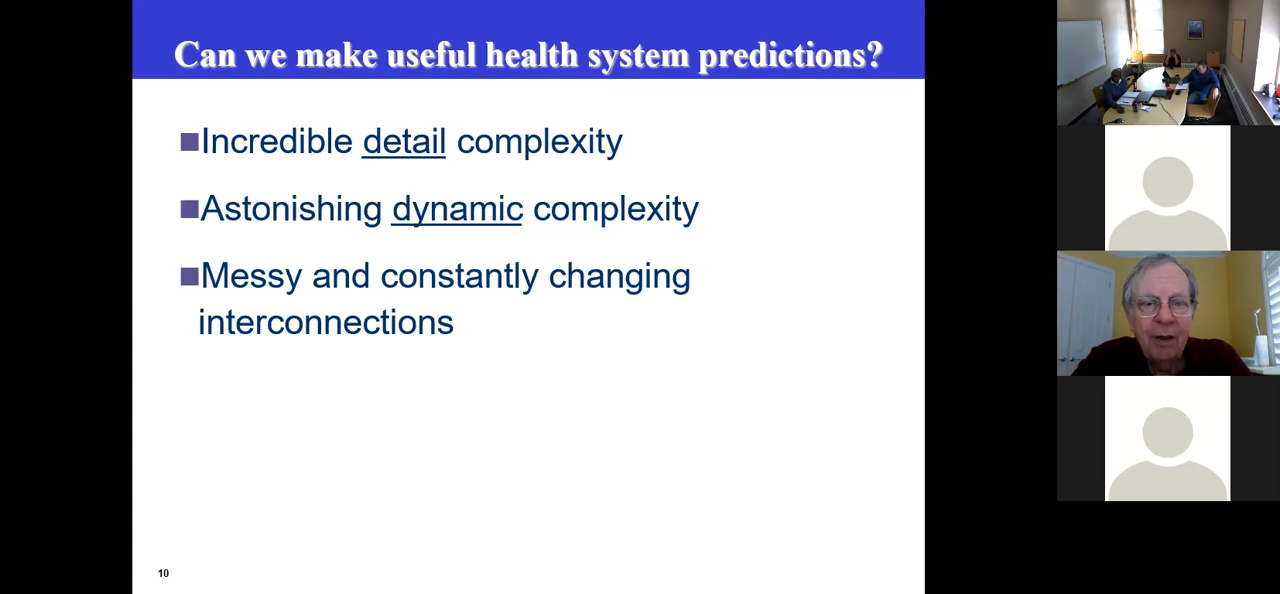 Can we make useful health system predictions?
Incredible detail complexity
Astonishing dynamic complexity
Messy and constantly changing
interconnections
10